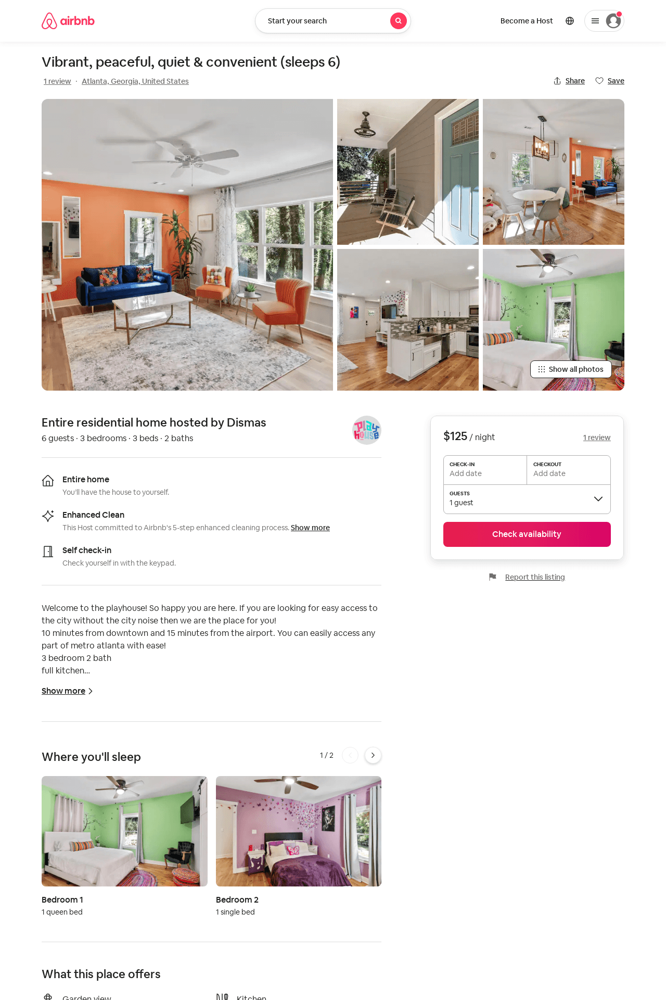 airbnb
Start your search
Become a Host
Vibrant, peaceful, quiet & convenient (sleeps 6)
1 review · Atlanta, Georgia, United States
Share
Save
Show all photos
Entire residential home hosted by Dismas
6 guests · 3 bedrooms · 3 beds · 2 baths
play
house
$125 / night
1 review
CHECK-IN
Add date
CHECKOUT
Add date
GUESTS
1 guest
Check availability
Report this listing
Entire home
You’ll have the house to yourself.
Enhanced Clean
This Host committed to Airbnb's 5-step enhanced cleaning process. Show more
Self check-in
Check yourself in with the keypad.
Welcome to the playhouse! So happy you are here. If you are looking for easy access to
the city without the city noise then we are the place for you!
10 minutes from downtown and 15 minutes from the airport. You can easily access any
part of metro atlanta with ease!
3 bedroom 2 bath
full kitchen…
Show more
Where you'll sleep
1 / 2
Bedroom 1
1 queen bed
Bedroom 2
1 single bed
What this place offers
Garden view
Kitchen